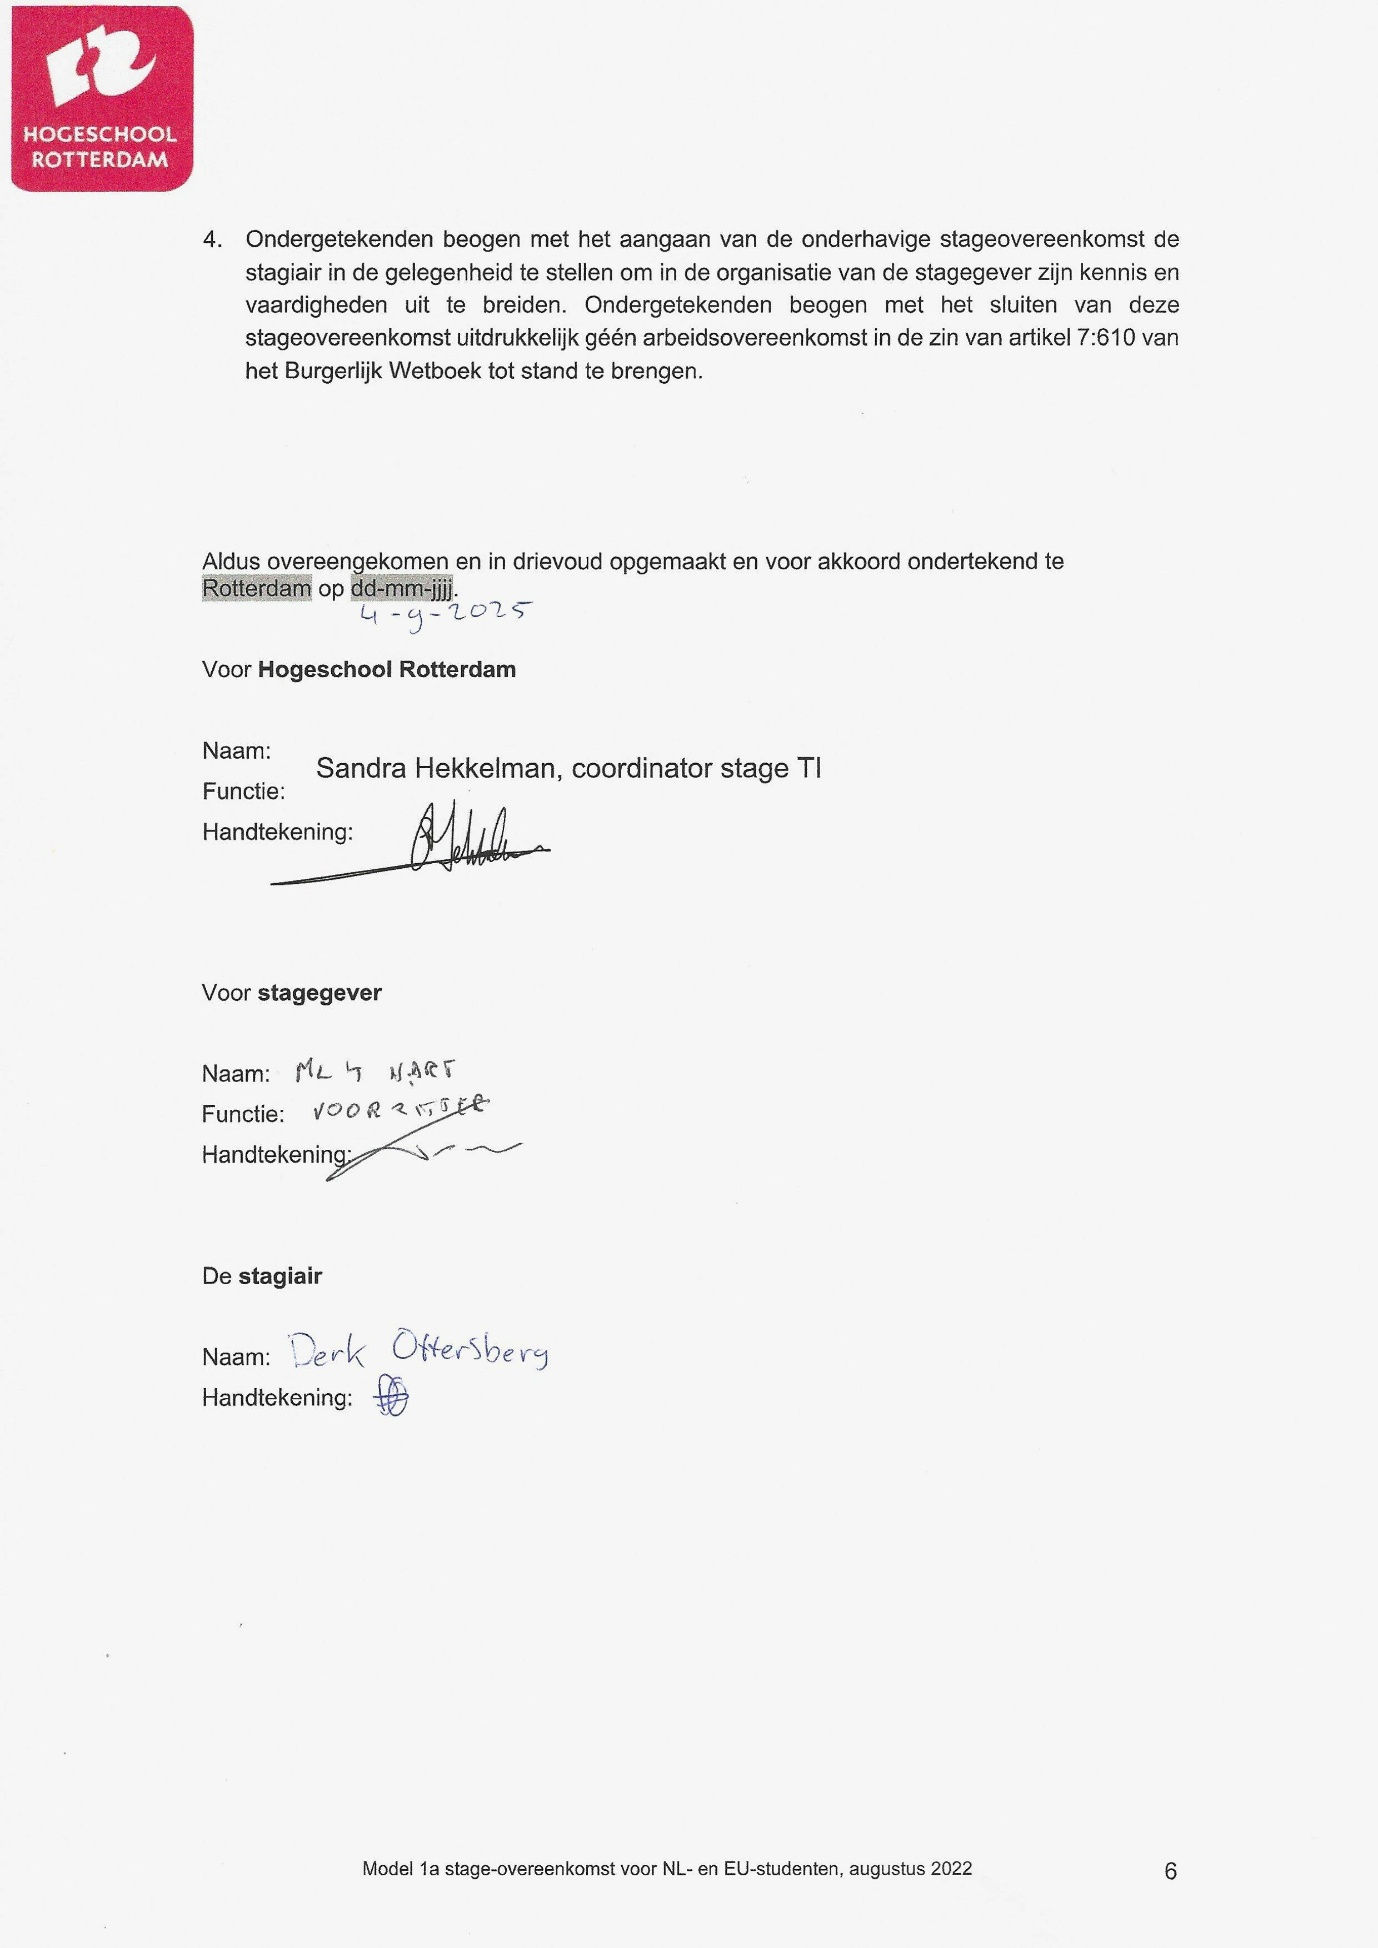 HOGESCHOOL
ROTTERDAM
4. Ondergetekenden beogen met het aangaan van de onderhavige stageovereenkomst de
stagiair in de gelegenheid te stellen om in de organisatie van de stagegever zijn kennis en
vaardigheden uit te breiden. Ondergetekenden beogen met het sluiten van deze
stageovereenkomst uitdrukkelijk géén arbeidsovereenkomst in de zin van artikel 7:610 van
het Burgerlijk Wetboek tot stand te brengen.
Aldus overeengekomen en in drievoud opgemaakt en voor akkoord ondertekend te
Rotterdam op dd-mm-jjjj.
4-9-2025
Voor Hogeschool Rotterdam
Naam:
Sandra Hekkelman, coordinator stage TI
Functie:
Handtekening:
Voor stagegever
Naam: ML 't HART
Functie: VOORZITTER
Handtekening:
De stagiair
Naam: Derk Ottersberg
Handtekening:
Model 1a stage-overeenkomst voor NL- en EU-studenten, augustus 2022
6